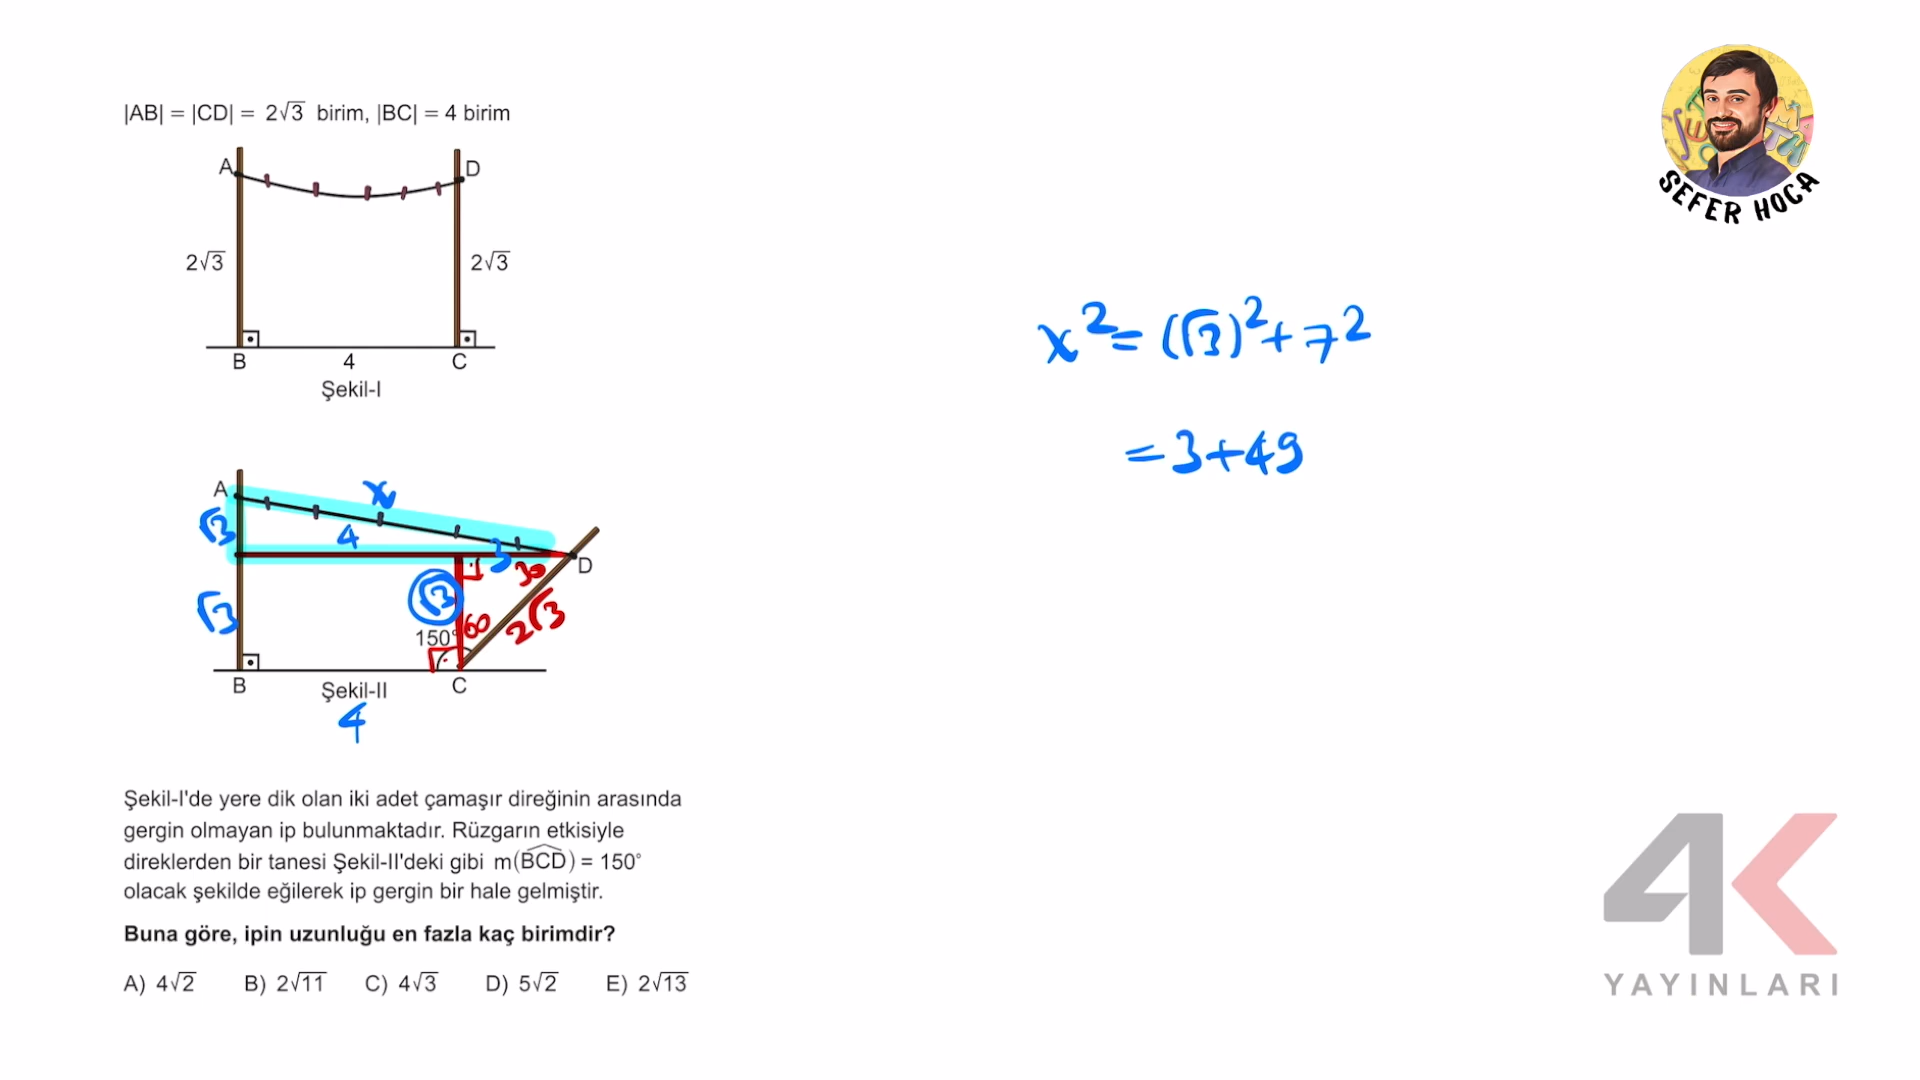 |AB| = |CD| = 2√3 birim, |BC| = 4 birim
A
D
2√3
2√3
B
4
C
Şekil-I
SEFER HOCA
x² = (√3)² + 7²
= 3 + 49
A
x
√3
4
3
30
D
√3
√3
60
2√3
150°
B
Şekil-II
C
4
Şekil-I'de yere dik olan iki adet çamaşır direğinin arasında
gergin olmayan ip bulunmaktadır. Rüzgarın etkisiyle
direklerden bir tanesi Şekil-II'deki gibi m(BCD) = 150°
olacak şekilde eğilerek ip gergin bir hale gelmiştir.
Buna göre, ipin uzunluğu en fazla kaç birimdir?
A) 4√2 B) 2√11 C) 4√3 D) 5√2 E) 2√13
4K
YAYINLARI